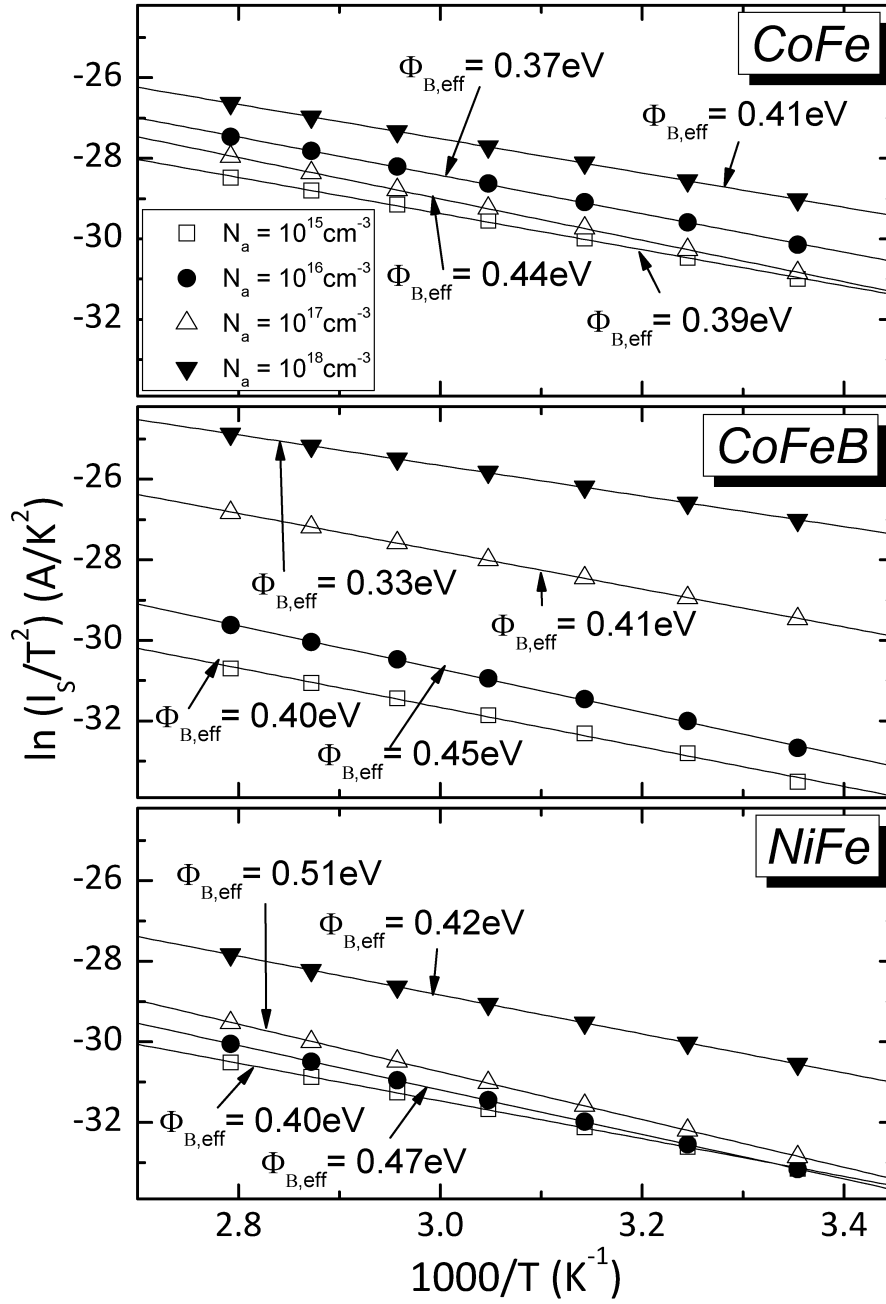 CoFe
-26
Φ_B,eff = 0.37eV
Φ_B,eff = 0.41eV
-28
N_a = 10^15 cm^-3
-30
N_a = 10^16 cm^-3
Φ_B,eff = 0.44eV
N_a = 10^17 cm^-3
Φ_B,eff = 0.39eV
-32
N_a = 10^18 cm^-3
CoFeB
-26
Φ_B,eff = 0.33eV
-28
Φ_B,eff = 0.41eV
-30
Φ_B,eff = 0.40eV
-32
Φ_B,eff = 0.45eV
ln (I_S/T^2) (A/K^2)
NiFe
-26
Φ_B,eff = 0.51eV
Φ_B,eff = 0.42eV
-28
-30
Φ_B,eff = 0.40eV
-32
Φ_B,eff = 0.47eV
2.8 3.0 3.2 3.4
1000/T (K^-1)